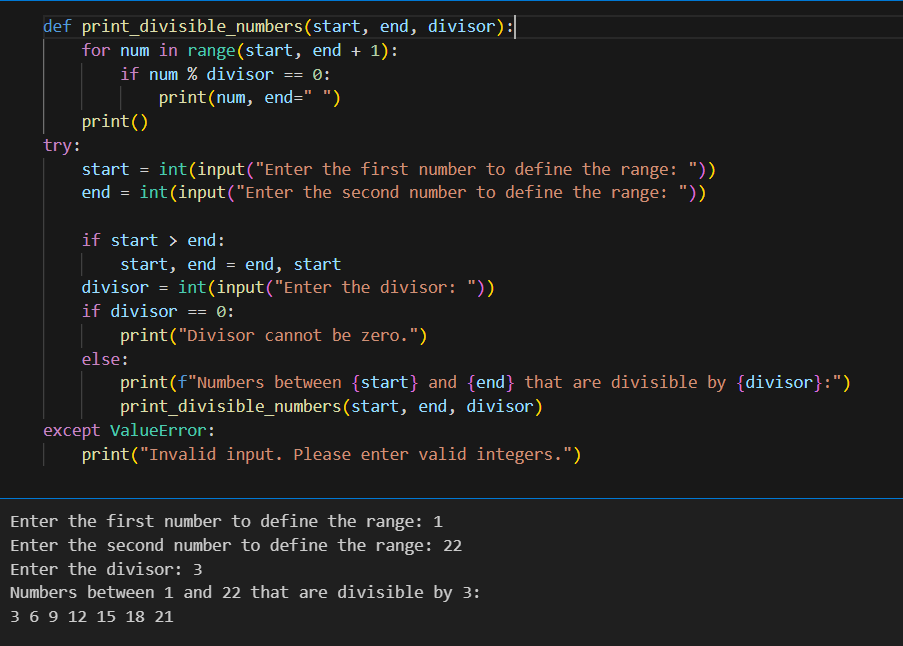 def print_divisible_numbers(start, end, divisor):
    for num in range(start, end + 1):
        if num % divisor == 0:
            print(num, end=" ")
    print()
try:
    start = int(input("Enter the first number to define the range: "))
    end = int(input("Enter the second number to define the range: "))

    if start > end:
        start, end = end, start
    divisor = int(input("Enter the divisor: "))
    if divisor == 0:
        print("Divisor cannot be zero.")
    else:
        print(f"Numbers between {start} and {end} that are divisible by {divisor}:")
        print_divisible_numbers(start, end, divisor)
except ValueError:
    print("Invalid input. Please enter valid integers.")
Enter the first number to define the range: 1
Enter the second number to define the range: 22
Enter the divisor: 3
Numbers between 1 and 22 that are divisible by 3:
3 6 9 12 15 18 21